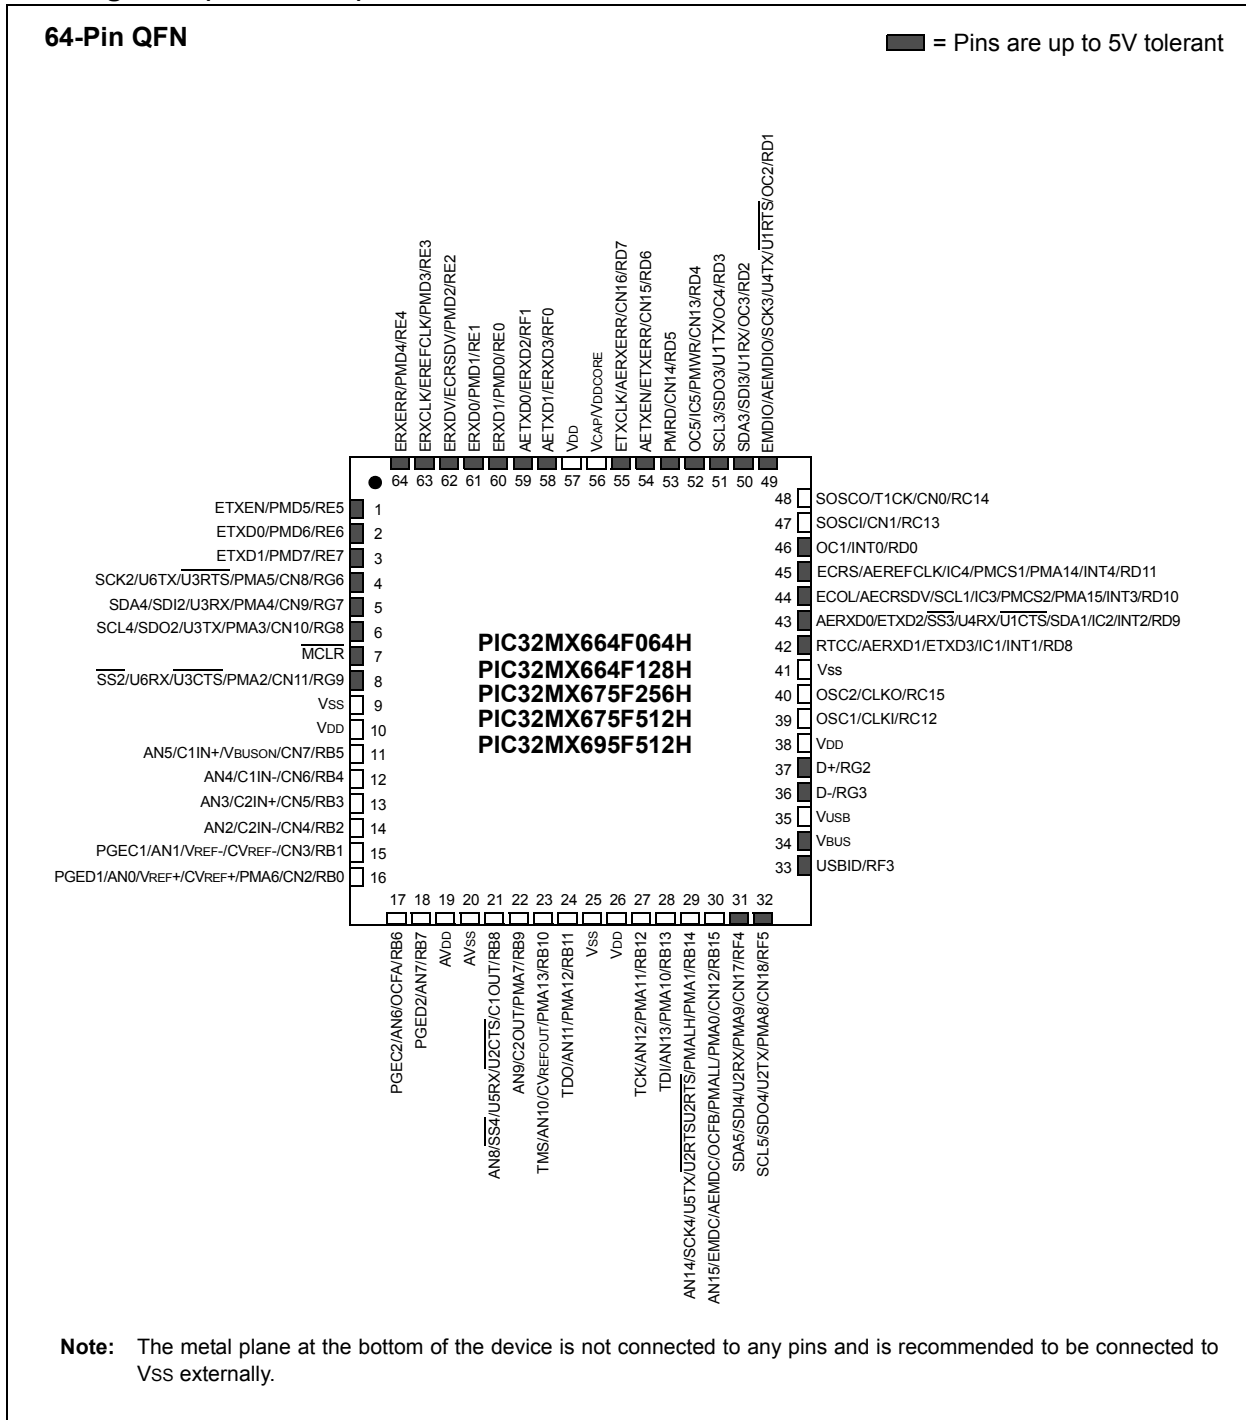 64-Pin QFN
= Pins are up to 5V tolerant
ERXERR/PMD4/RE4
ERXCLK/EREFCLK/PMD3/RE3
ERXDV/ECRSDV/PMD2/RE2
ERXD0/PMD1/RE1
ERXD1/PMD0/RE0
AETXD0/ERXD2/RF1
AETXD1/ERXD3/RF0
VDD
VCAP/VDDCORE
ETXCLK/AERXERR/CN16/RD7
AETXEN/ETXERR/CN15/RD6
PMRD/CN14/RD5
OC5/IC5/PMWR/CN13/RD4
SCL3/SDO3/U1TX/OC4/RD3
SDA3/SDI3/U1RX/OC3/RD2
EMDIO/AEMDIO/SCK3/U4TX/U1RTS/OC2/RD1
64 63 62 61 60 59 58 57 56 55 54 53 52 51 50 49
ETXEN/PMD5/RE5 1
ETXD0/PMD6/RE6 2
ETXD1/PMD7/RE7 3
SCK2/U6TX/U3RTS/PMA5/CN8/RG6 4
SDA4/SDI2/U3RX/PMA4/CN9/RG7 5
SCL4/SDO2/U3TX/PMA3/CN10/RG8 6
MCLR 7
SS2/U6RX/U3CTS/PMA2/CN11/RG9 8
VSS 9
VDD 10
AN5/C1IN+/VBUSON/CN7/RB5 11
AN4/C1IN-/CN6/RB4 12
AN3/C2IN+/CN5/RB3 13
AN2/C2IN-/CN4/RB2 14
PGEC1/AN1/VREF-/CVREF-/CN3/RB1 15
PGED1/AN0/VREF+/CVREF+/PMA6/CN2/RB0 16
PIC32MX664F064H
PIC32MX664F128H
PIC32MX675F256H
PIC32MX675F512H
PIC32MX695F512H
48 SOSCO/T1CK/CN0/RC14
47 SOSCI/CN1/RC13
46 OC1/INT0/RD0
45 ECRS/AEREFCLK/IC4/PMCS1/PMA14/INT4/RD11
44 ECOL/AECRSDV/SCL1/IC3/PMCS2/PMA15/INT3/RD10
43 AERXD0/ETXD2/SS3/U4RX/U1CTS/SDA1/IC2/INT2/RD9
42 RTCC/AERXD1/ETXD3/IC1/INT1/RD8
41 Vss
40 OSC2/CLKO/RC15
39 OSC1/CLKI/RC12
38 VDD
37 D+/RG2
36 D-/RG3
35 VUSB
34 VBUS
33 USBID/RF3
17 18 19 20 21 22 23 24 25 26 27 28 29 30 31 32
PGEC2/AN6/OCFA/RB6
PGED2/AN7/RB7
AVDD
AVSS
AN8/SS4/U5RX/U2CTS/C1OUT/RB8
AN9/C2OUT/PMA7/RB9
TMS/AN10/CVREFOUT/PMA13/RB10
TDO/AN11/PMA12/RB11
VSS
VDD
TCK/AN12/PMA11/RB12
TDI/AN13/PMA10/RB13
AN14/SCK4/U5TX/U2RTSU2RTS/PMALH/PMA1/RB14
AN15/EMDC/AEMDC/OCFB/PMALL/PMA0/CN12/RB15
SDA5/SDI4/U2RX/PMA9/CN17/RF4
SCL5/SDO4/U2TX/PMA8/CN18/RF5
Note: The metal plane at the bottom of the device is not connected to any pins and is recommended to be connected to
VSS externally.